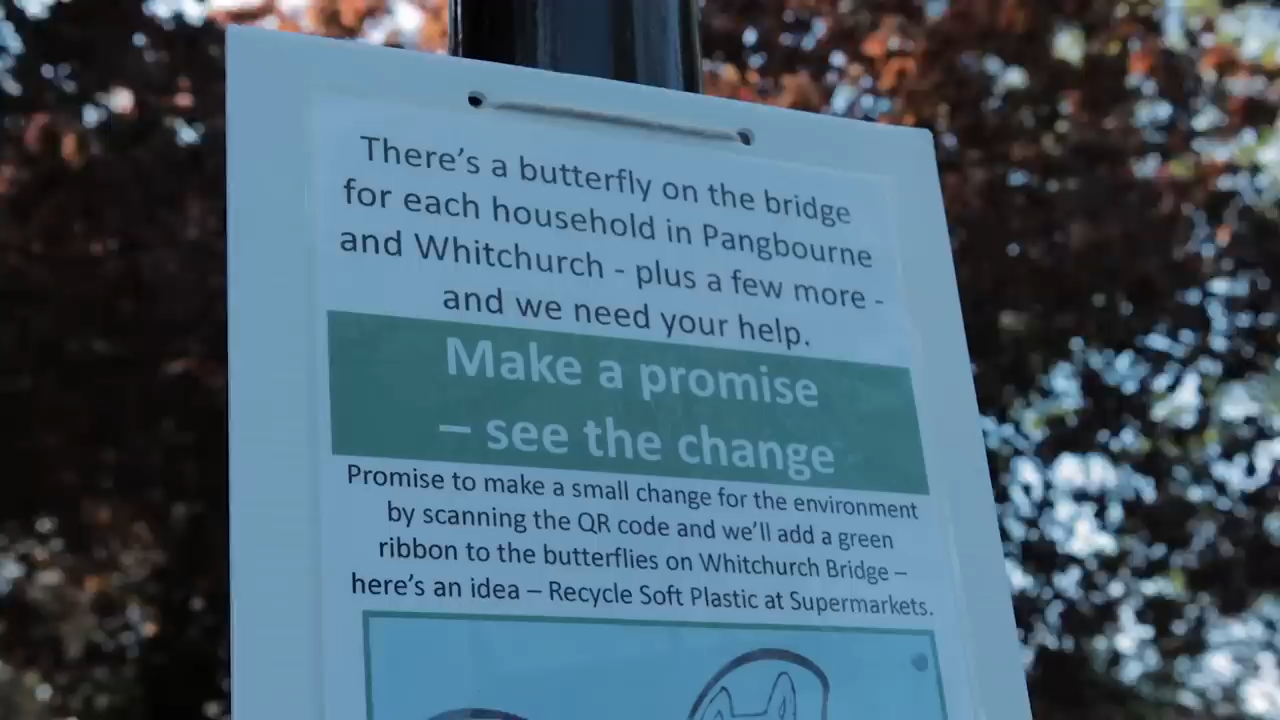 There's a butterfly on the bridge
for each household in Pangbourne
and Whitchurch - plus a few more -
and we need your help.
Make a promise
– see the change
Promise to make a small change for the environment
by scanning the QR code and we'll add a green
ribbon to the butterflies on Whitchurch Bridge –
here's an idea – Recycle Soft Plastic at Supermarkets.